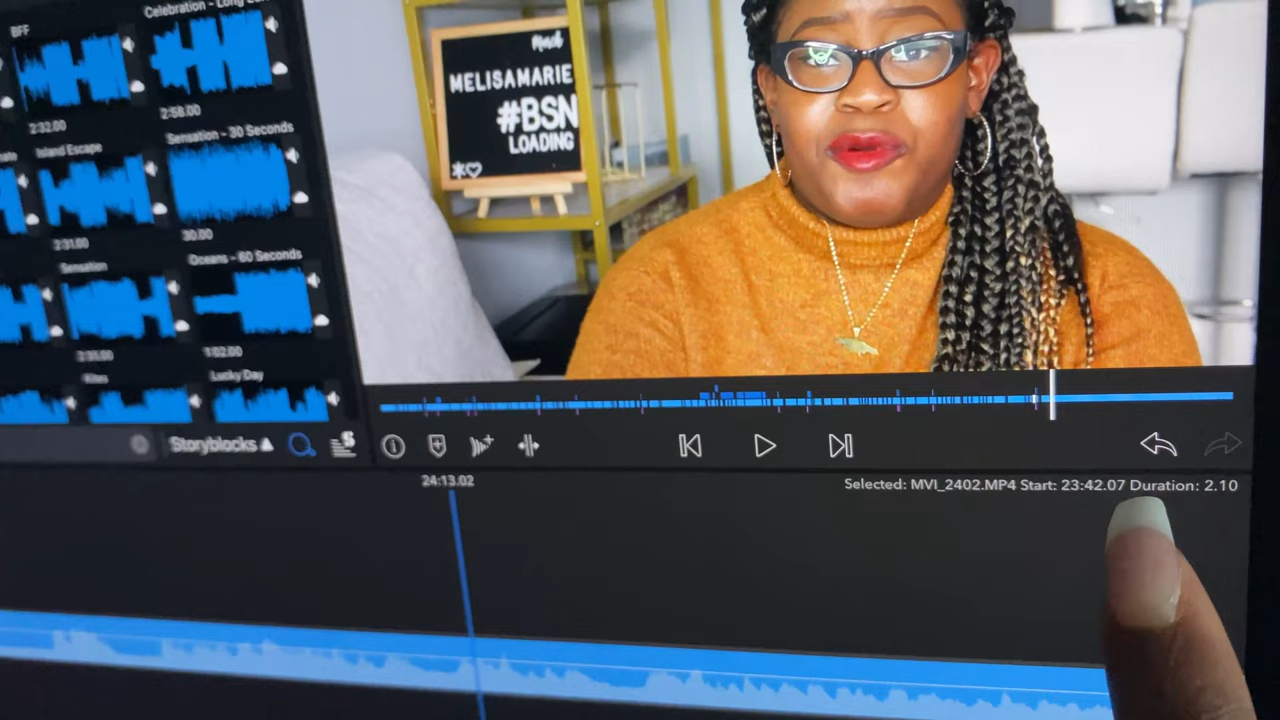 BFF
Celebration - Long
2:32.00
2:58.00
Island Escape
Sensation - 30 Seconds
2:31.00
30.00
Sensation
Oceans - 60 Seconds
2:35.00
1:02.00
Kites
Lucky Day
Storyblocks
MELISAMARIE
#BSN
LOADING
24:13.02
Selected: MVI_2402.MP4 Start: 23:42.07 Duration: 2.10